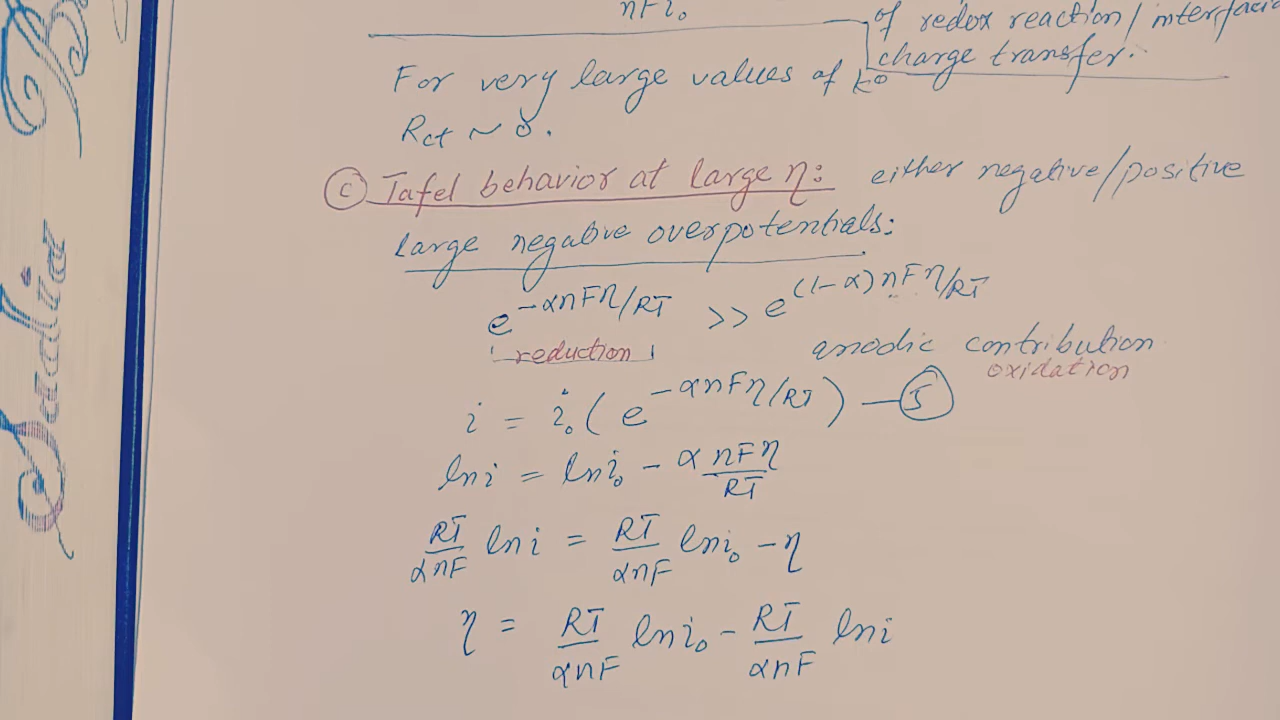 nFi₀
of redox reaction/interfacia
charge transfer.
For very large values of k⁰
Rct ~ 0.
(c) Tafel behavior at large η: either negative/positive
Large negative overpotentials:
e^(-αnFη/RT) >> e^((1-α)nFη/RT)
reduction
anodic contribution
oxidation
i = i₀(e^(-αnFη/RT)) — (5)
ln i = ln i₀ - α nFη/RT
RT/αnF ln i = RT/αnF ln i₀ - η
η = RT/αnF ln i₀ - RT/αnF ln i
Sadia